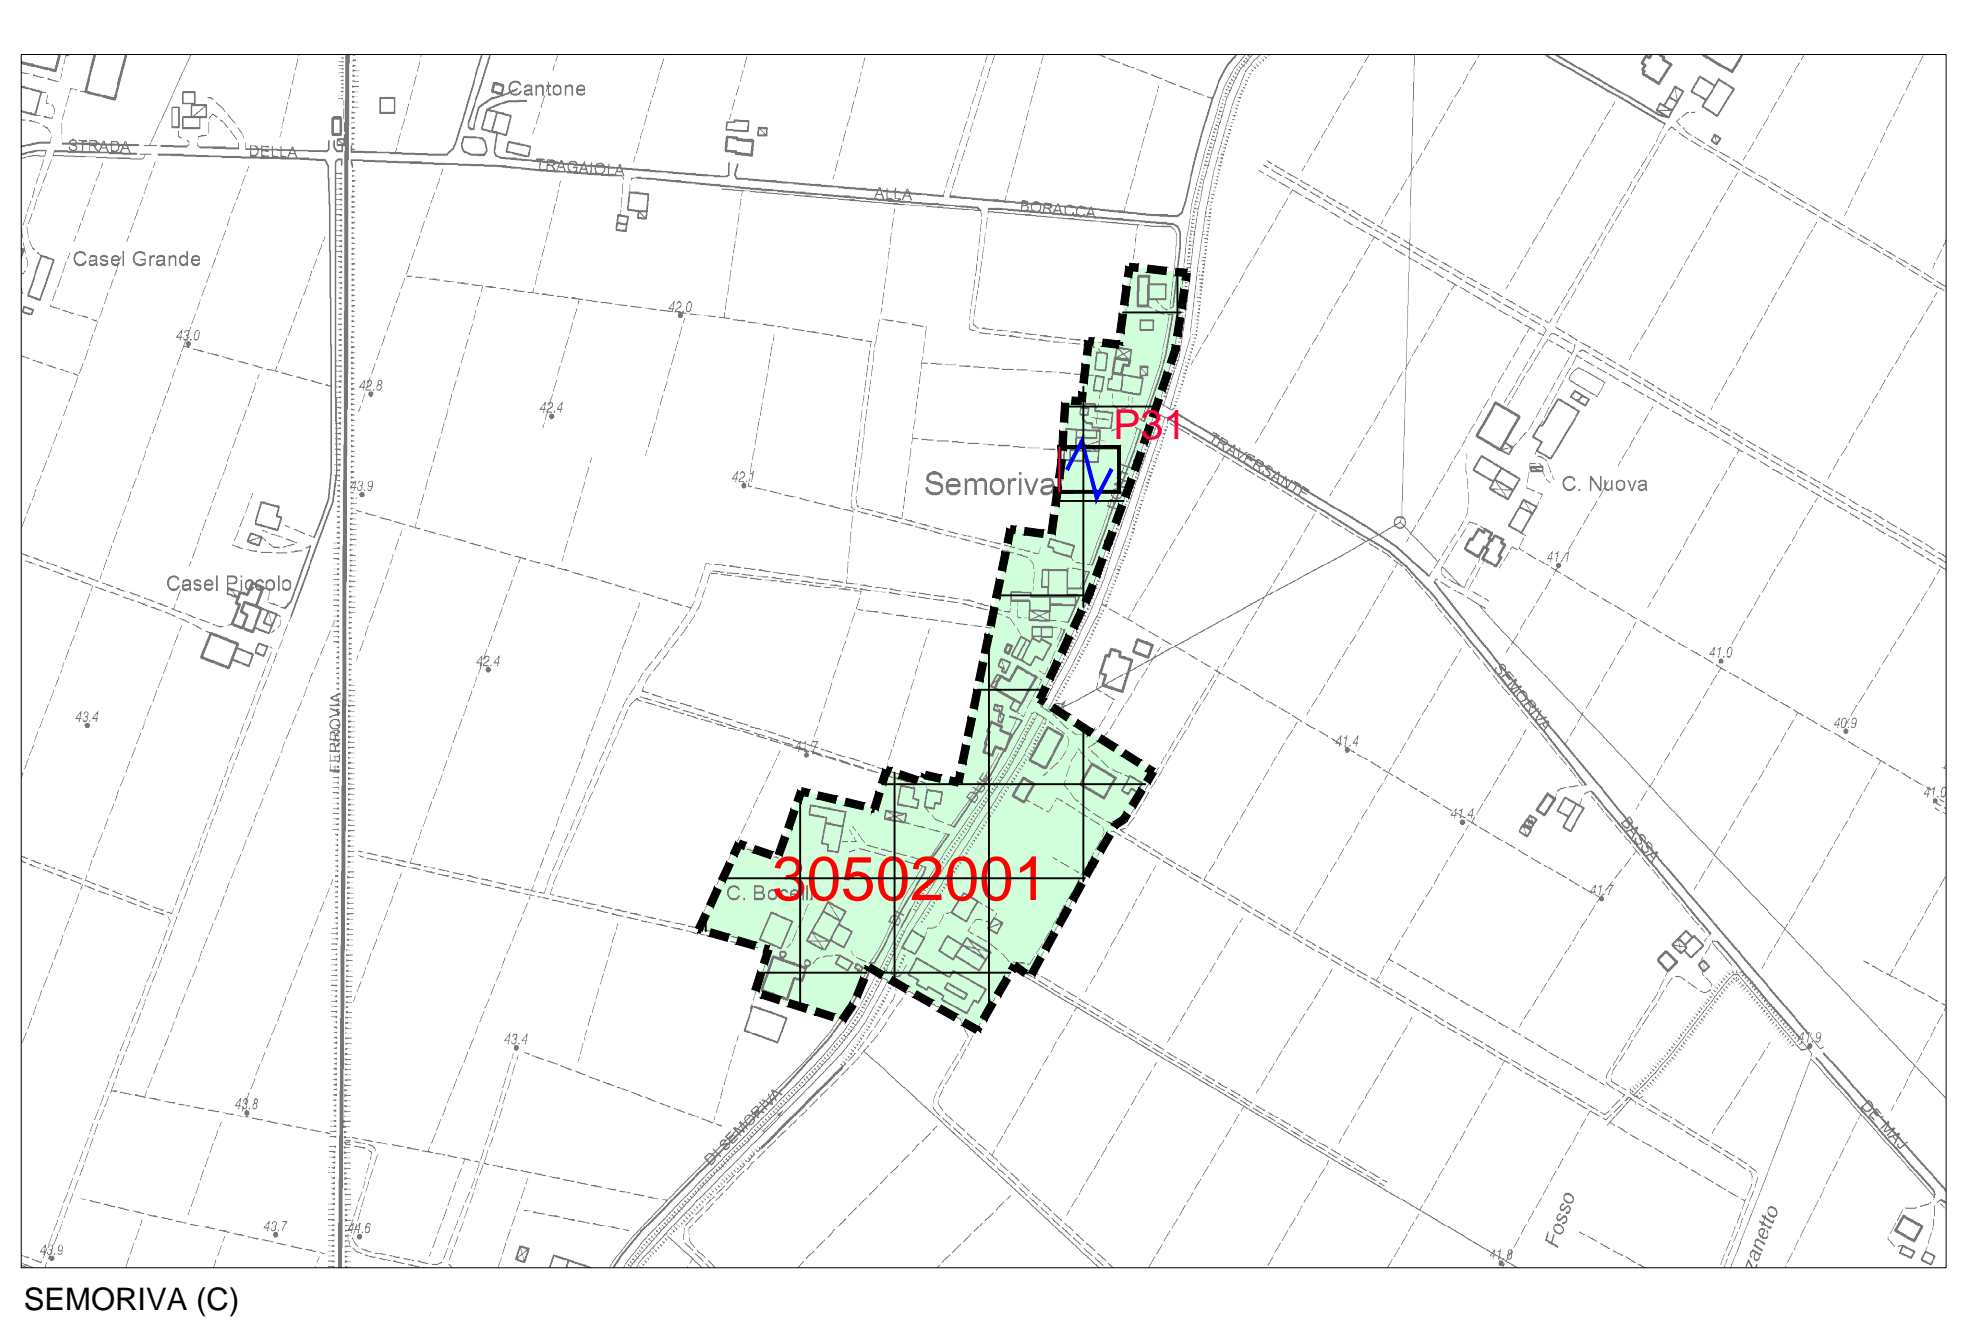 Cantone
STRADA DELLA TRAGAIOLA ALLA BORACCA
Casel Grande
42.0
43.0
42.8
42.4
P31
TRAVERSANTE
42.1
Semoriva
43.9
C. Nuova
41.1
Casel Piccolo
42.4
41.0
SEMORIVA
43.4
FERROVIA
40.9
41.4
41.7
41.0
41.4
BASSA
30502001
C. Bocelli
41.7
DI
43.4
41.9
43.8
DE MAJ
DI SEMORIVA
Fosso
zanetto
43.7
44.6
43.9
41.8
SEMORIVA (C)